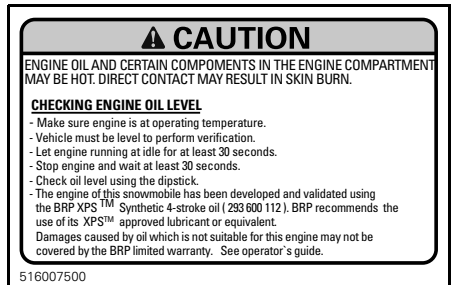 CAUTION
ENGINE OIL AND CERTAIN COMPOMENTS IN THE ENGINE COMPARTMENT
MAY BE HOT. DIRECT CONTACT MAY RESULT IN SKIN BURN.
CHECKING ENGINE OIL LEVEL
- Make sure engine is at operating temperature.
- Vehicle must be level to perform verification.
- Let engine running at idle for at least 30 seconds.
- Stop engine and wait at least 30 seconds.
- Check oil level using the dipstick.
- The engine of this snowmobile has been developed and validated using
the BRP XPS™ Synthetic 4-stroke oil ( 293 600 112 ). BRP recommends the
use of its XPS™ approved lubricant or equivalent.
Damages caused by oil which is not suitable for this engine may not be
covered by the BRP limited warranty. See operator`s guide.
516007500